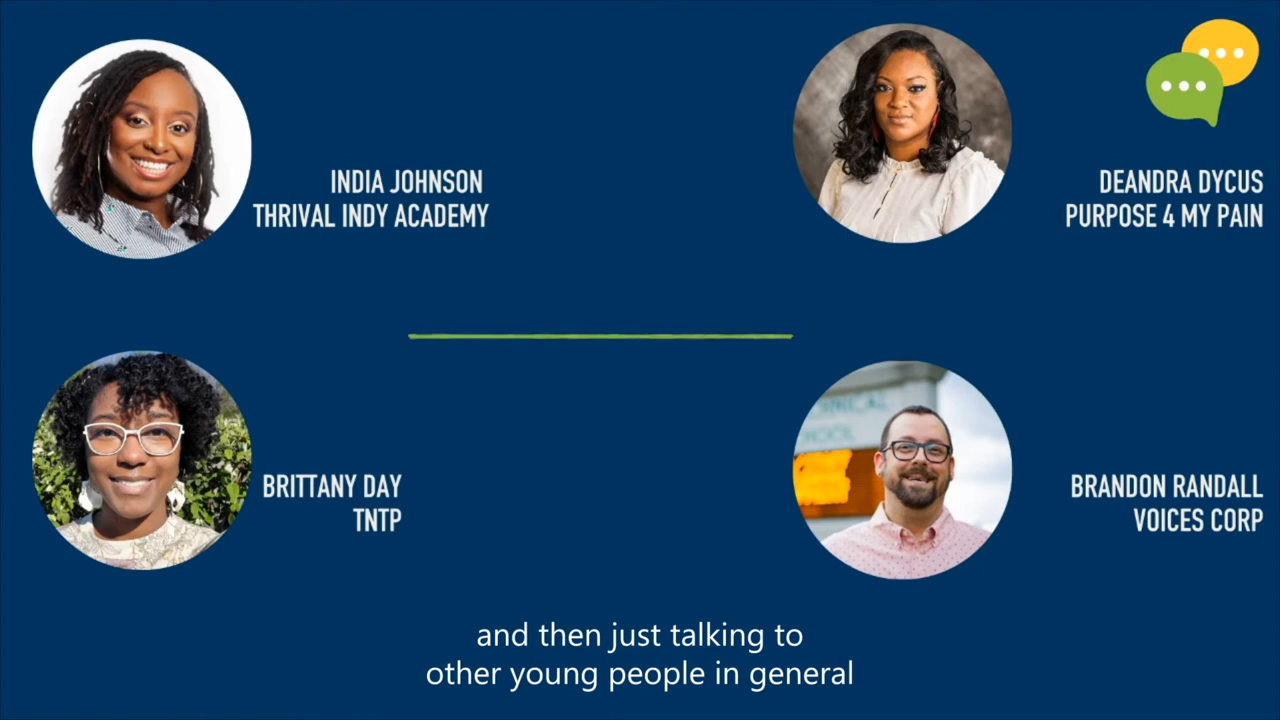 INDIA JOHNSON
THRIVAL INDY ACADEMY
DEANDRA DYCUS
PURPOSE 4 MY PAIN
BRITTANY DAY
TNTP
BRANDON RANDALL
VOICES CORP
and then just talking to
other young people in general